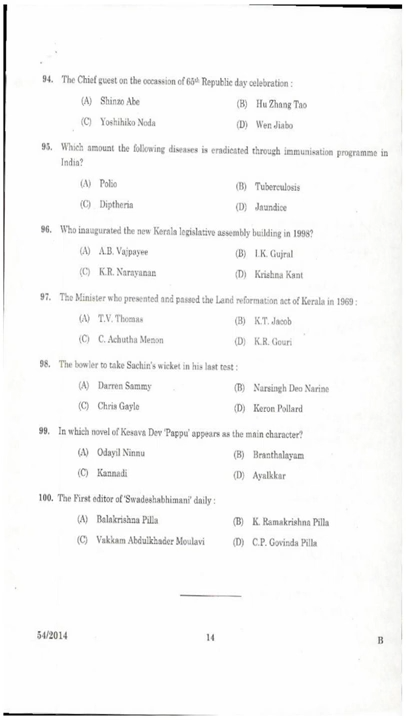 94. The Chief guest on the occassion of 65th Republic day celebration :
(A) Shinzo Abe (B) Hu Zhang Tao
(C) Yoshihiko Noda (D) Wen Jiabo
95. Which amount the following diseases is eradicated through immunisation programme in
India?
(A) Polio (B) Tuberculosis
(C) Diptheria (D) Jaundice
96. Who inaugurated the new Kerala legislative assembly building in 1998?
(A) A.B. Vajpayee (B) I.K. Gujral
(C) K.R. Narayanan (D) Krishna Kant
97. The Minister who presented and passed the Land reformation act of Kerala in 1969 :
(A) T.V. Thomas (B) K.T. Jacob
(C) C. Achutha Menon (D) K.R. Gouri
98. The bowler to take Sachin's wicket in his last test :
(A) Darren Sammy (B) Narsingh Deo Narine
(C) Chris Gayle (D) Keron Pollard
99. In which novel of Kesava Dev 'Pappu' appears as the main character?
(A) Odayil Ninnu (B) Branthalayam
(C) Kannadi (D) Ayalkkar
100. The First editor of 'Swadeshabhimani' daily :
(A) Balakrishna Pilla (B) K. Ramakrishna Pilla
(C) Vakkam Abdulkhader Moulavi (D) C.P. Govinda Pilla
54/2014 14 B